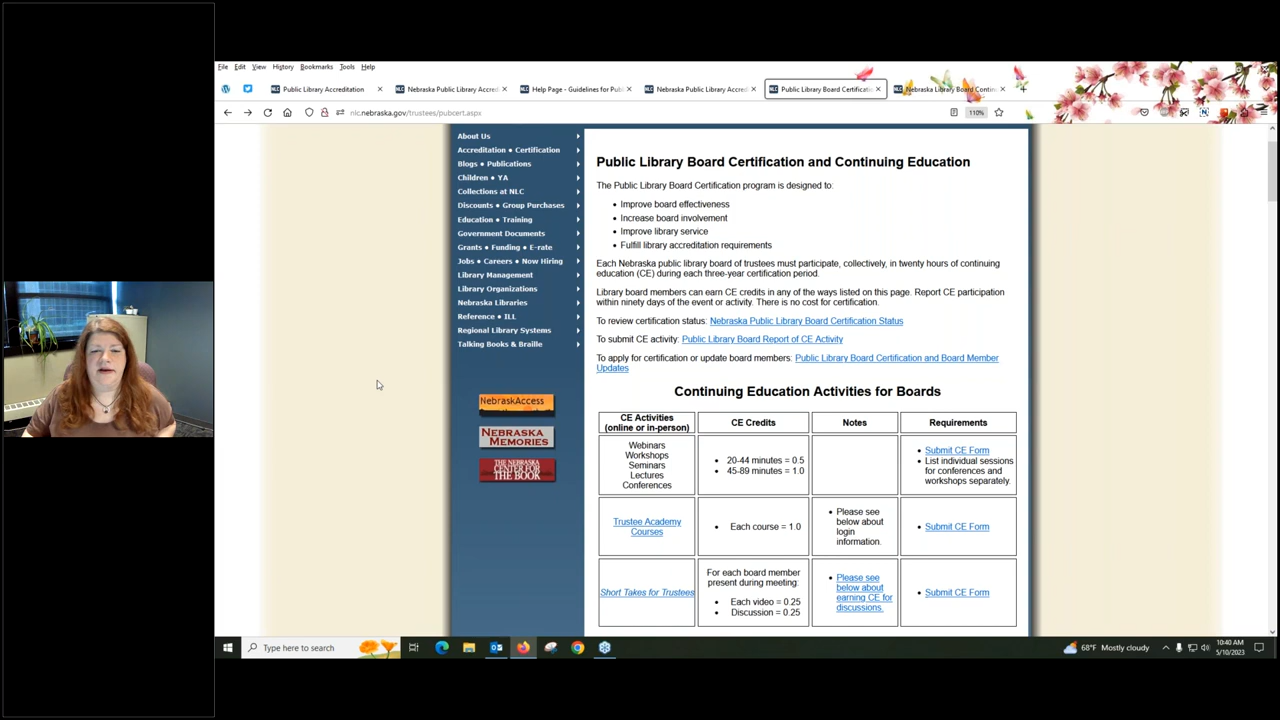 File Edit View History Bookmarks Tools Help
Public Library Accreditation
Nebraska Public Library Accred
Help Page - Guidelines for Pub
Nebraska Public Library Accred
Public Library Board Certificati
Nebraska Library Board Contin
nlc.nebraska.gov/trustees/pubcert.aspx
110%
About Us
Accreditation • Certification
Blogs • Publications
Children • YA
Collections at NLC
Discounts • Group Purchases
Education • Training
Government Documents
Grants • Funding • E-rate
Jobs • Careers • Now Hiring
Library Management
Library Organizations
Nebraska Libraries
Reference • ILL
Regional Library Systems
Talking Books & Braille
NebraskAccess
NEBRASKA
MEMORIES
THE NEBRASKA
CENTER FOR
THE BOOK
Public Library Board Certification and Continuing Education
The Public Library Board Certification program is designed to:
• Improve board effectiveness
• Increase board involvement
• Improve library service
• Fulfill library accreditation requirements
Each Nebraska public library board of trustees must participate, collectively, in twenty hours of continuing
education (CE) during each three-year certification period.
Library board members can earn CE credits in any of the ways listed on this page. Report CE participation
within ninety days of the event or activity. There is no cost for certification.
To review certification status: Nebraska Public Library Board Certification Status
To submit CE activity: Public Library Board Report of CE Activity
To apply for certification or update board members: Public Library Board Certification and Board Member
Updates
Continuing Education Activities for Boards
CE Activities
(online or in-person)
CE Credits
Notes
Requirements
Webinars
Workshops
Seminars
Lectures
Conferences
• 20-44 minutes = 0.5
• 45-89 minutes = 1.0
• Submit CE Form
• List individual sessions
for conferences and
workshops separately.
Trustee Academy
Courses
• Each course = 1.0
• Please see
below about
login
information.
• Submit CE Form
Short Takes for Trustees
For each board member
present during meeting:
• Each video = 0.25
• Discussion = 0.25
• Please see
below about
earning CE for
discussions.
• Submit CE Form
Type here to search
68°F Mostly cloudy
10:40 AM
5/10/2023